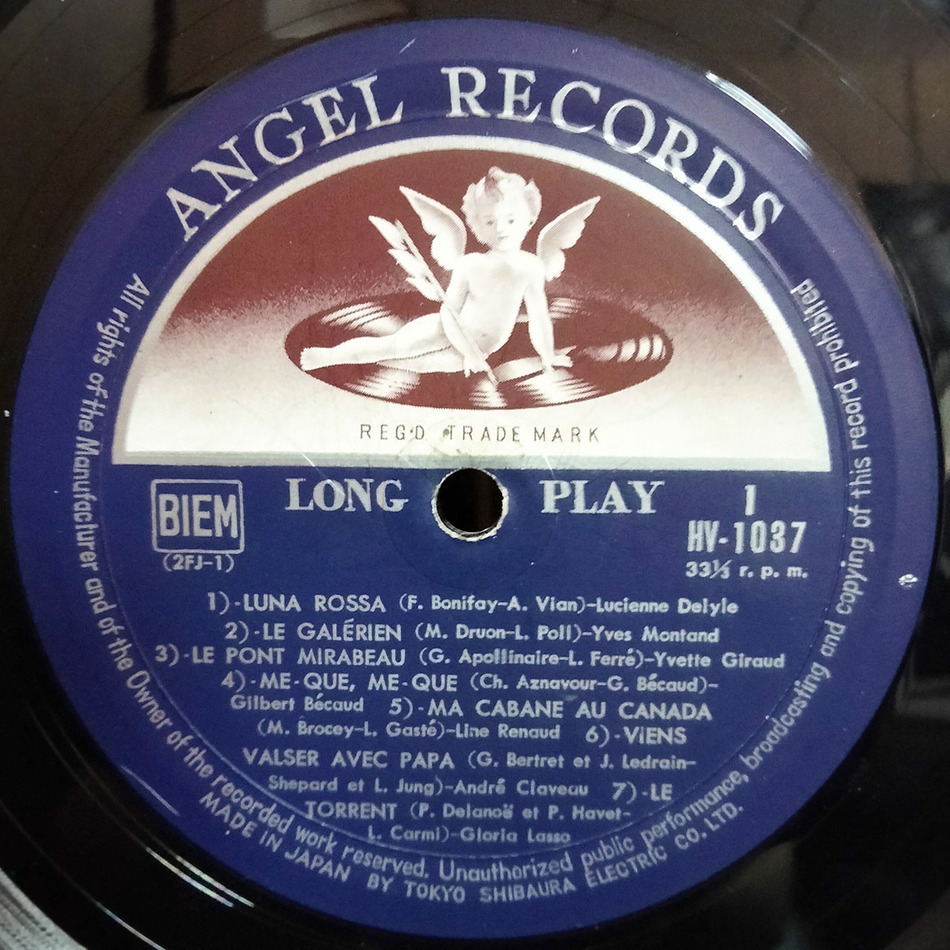 ANGEL RECORDS
REG'D TRADE MARK
LONG PLAY
BIEM
(2FJ-1)
1
HV-1037
33⅓ r. p. m.
1)-LUNA ROSSA (F. Bonifay-A. Vian)-Lucienne Delyle
2)-LE GALÉRIEN (M. Druon-L. Poll)-Yves Montand
3)-LE PONT MIRABEAU (G. Apollinaire-L. Ferré)-Yvette Giraud
4)-ME-QUE, ME-QUE (Ch. Aznavour-G. Bécaud)-
Gilbert Bécaud 5)-MA CABANE AU CANADA
(M. Brocey-L. Gasté)-Line Renaud 6)-VIENS
VALSER AVEC PAPA (G. Bertret et J. Ledrain-
Shepard et L. Jung)-André Claveau 7)-LE
TORRENT (P. Delanoë et P. Havet-
L. Carmi)-Gloria Lasso
All rights of the Manufacturer and of the Owner of the recorded work reserved. Unauthorized public performance, broadcasting and copying of this record prohibited
MADE IN JAPAN BY TOKYO SHIBAURA ELECTRIC CO. LTD.